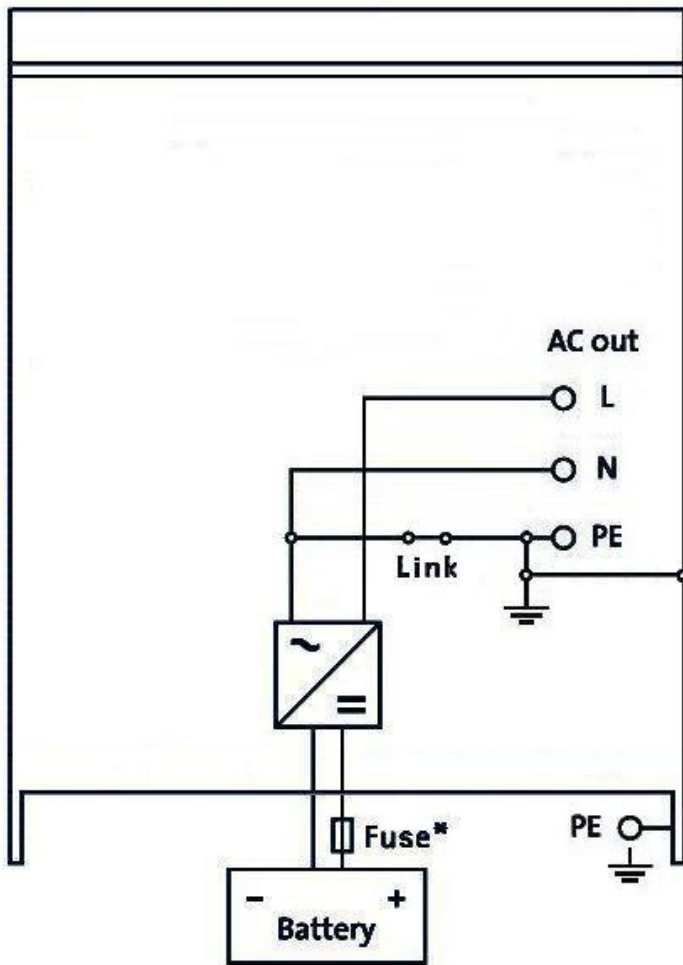 AC out
L
N
PE
Link
~
=
Fuse*
PE
- +
Battery